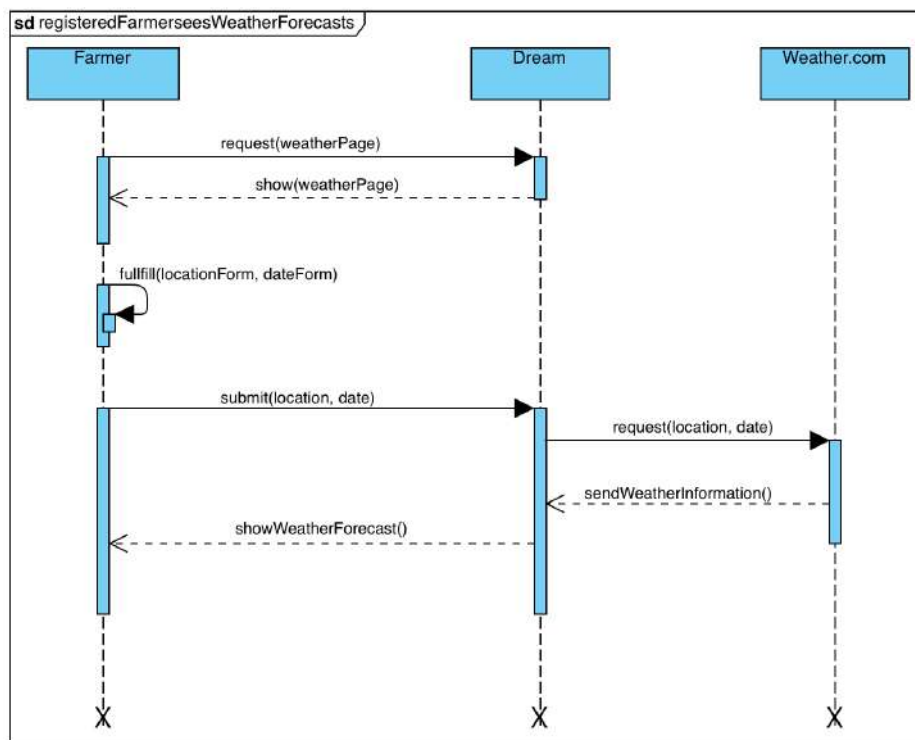 sd registeredFarmerseesWeatherForecasts
Farmer
Dream
Weather.com
request(weatherPage)
show(weatherPage)
fullfill(locationForm, dateForm)
submit(location, date)
request(location, date)
sendWeatherInformation()
showWeatherForecast()